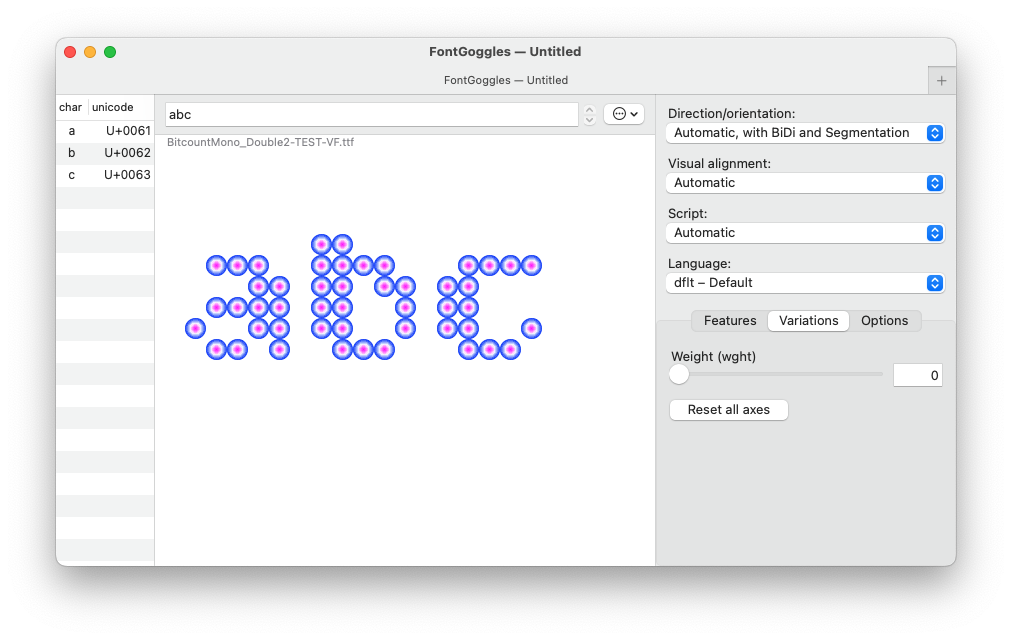 FontGoggles — Untitled
FontGoggles — Untitled
+
char unicode
a U+0061
b U+0062
c U+0063
abc
BitcountMono_Double2-TEST-VF.ttf
abc
Direction/orientation:
Automatic, with BiDi and Segmentation
Visual alignment:
Automatic
Script:
Automatic
Language:
dflt – Default
Features Variations Options
Weight (wght)
0
Reset all axes